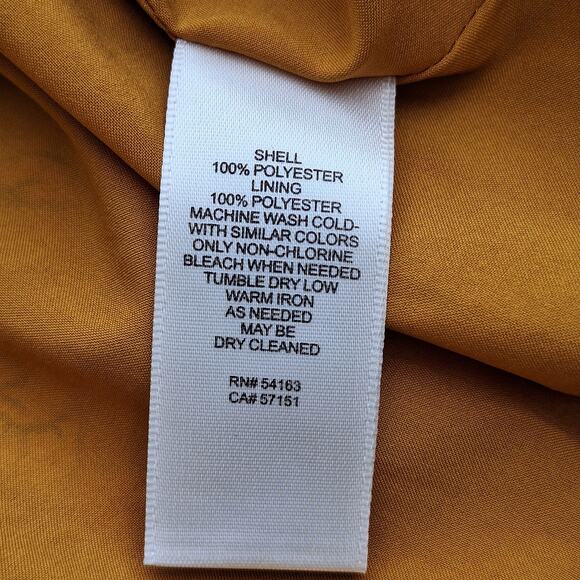 SHELL
100% POLYESTER
LINING
100% POLYESTER
MACHINE WASH COLD-
WITH SIMILAR COLORS
ONLY NON-CHLORINE
BLEACH WHEN NEEDED
TUMBLE DRY LOW
WARM IRON
AS NEEDED
MAY BE
DRY CLEANED
RN# 54163
CA# 57151